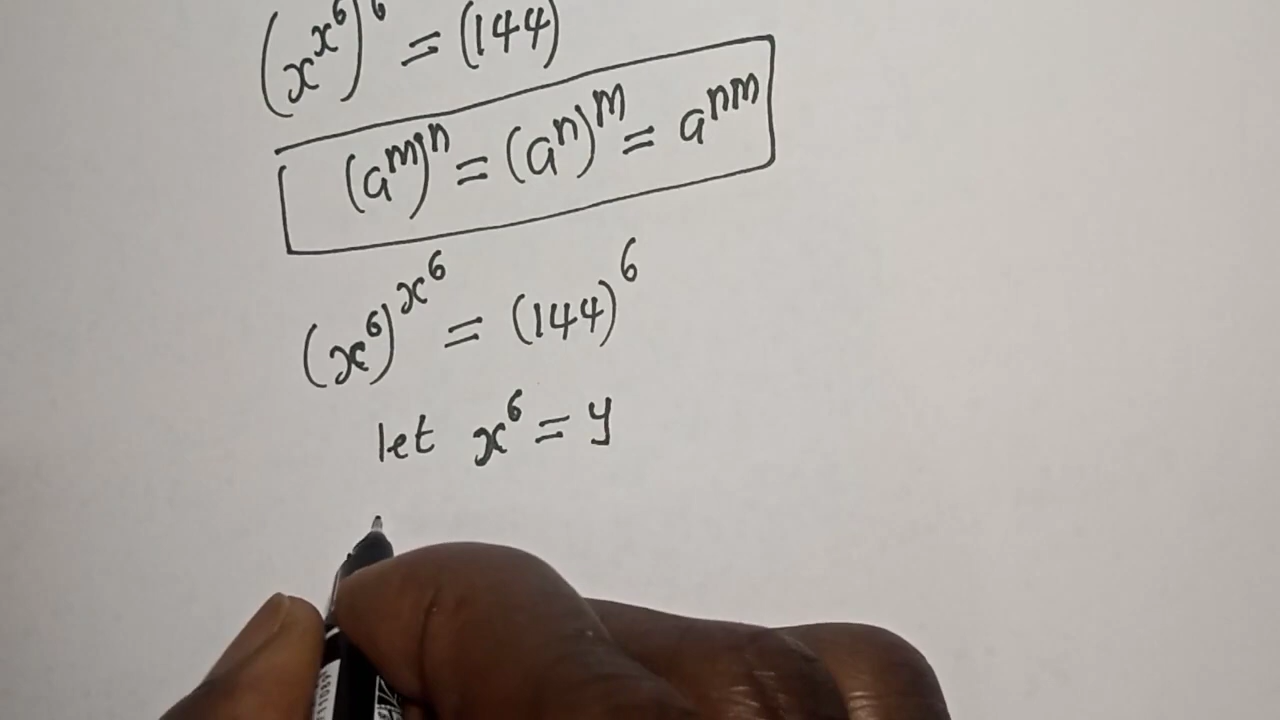 (x^x^6)^6 = (144)
(a^m)^n = (a^n)^m = a^nm
(x^6)^x^6 = (144)^6
let x^6 = y